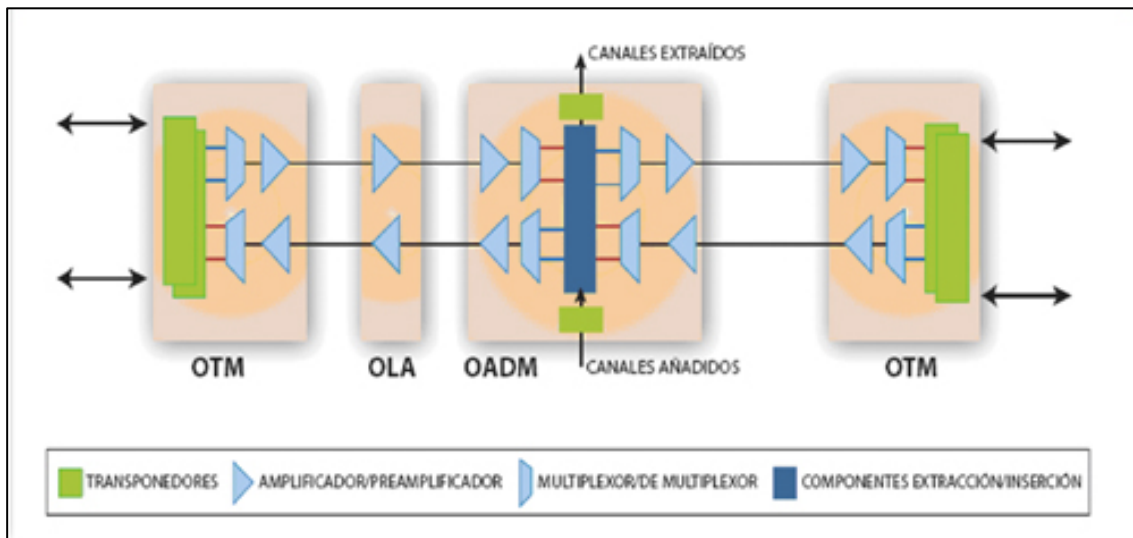 CANALES EXTRAÍDOS
OTM
OLA
OADM
CANALES AÑADIDOS
OTM
TRANSPONEDORES
AMPLIFICADOR/PREAMPLIFICADOR
MULTIPLEXOR/DE MULTIPLEXOR
COMPONENTES EXTRACCIÓN/INSERCIÓN